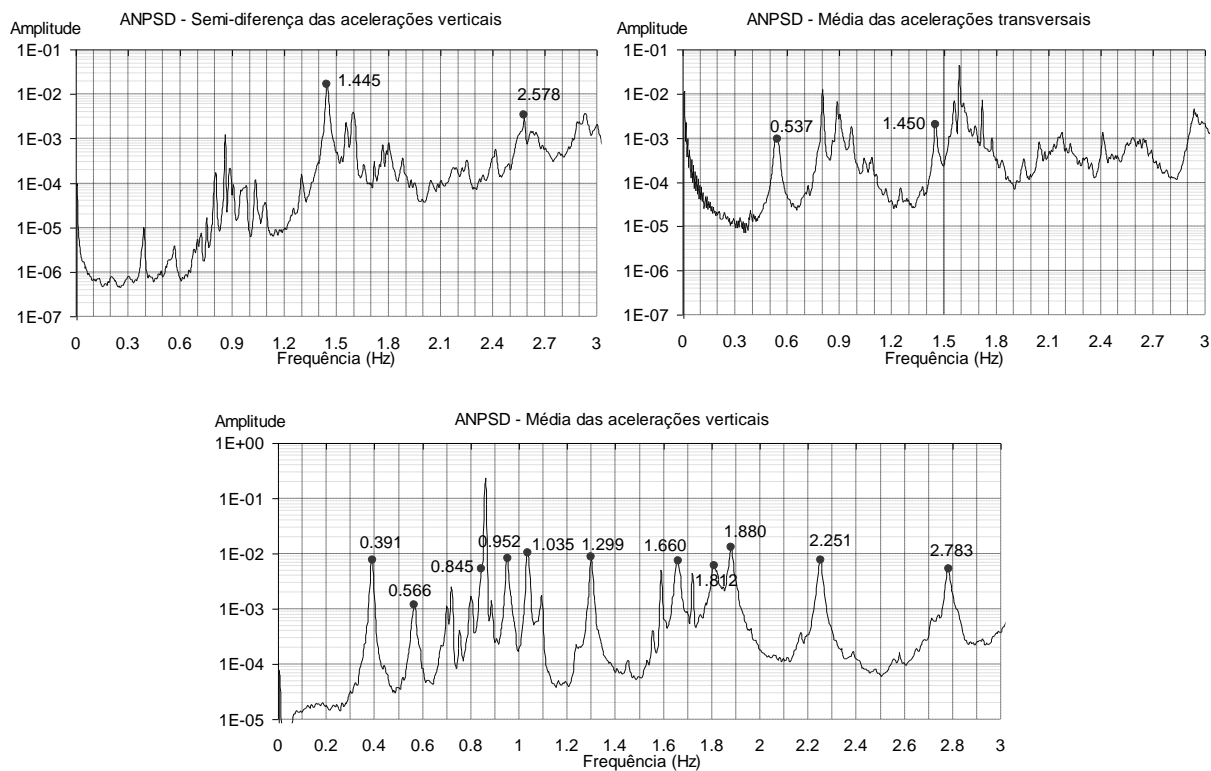 ANPSD - Semi-diferença das acelerações verticais
Amplitude
1E-01
1E-02
1E-03
1E-04
1E-05
1E-06
1E-07
1.445
2.578
0 0.3 0.6 0.9 1.2 1.5 1.8 2.1 2.4 2.7 3
Frequência (Hz)
ANPSD - Média das acelerações transversais
Amplitude
1E-01
1E-02
1E-03
1E-04
1E-05
1E-06
1E-07
0.537
1.450
0 0.3 0.6 0.9 1.2 1.5 1.8 2.1 2.4 2.7 3
Frequência (Hz)
ANPSD - Média das acelerações verticais
Amplitude
1E+00
1E-01
1E-02
1E-03
1E-04
1E-05
0.391
0.566
0.845
0.952
1.035
1.299
1.660
1.812
1.880
2.251
2.783
0 0.2 0.4 0.6 0.8 1 1.2 1.4 1.6 1.8 2 2.2 2.4 2.6 2.8 3
Frequência (Hz)